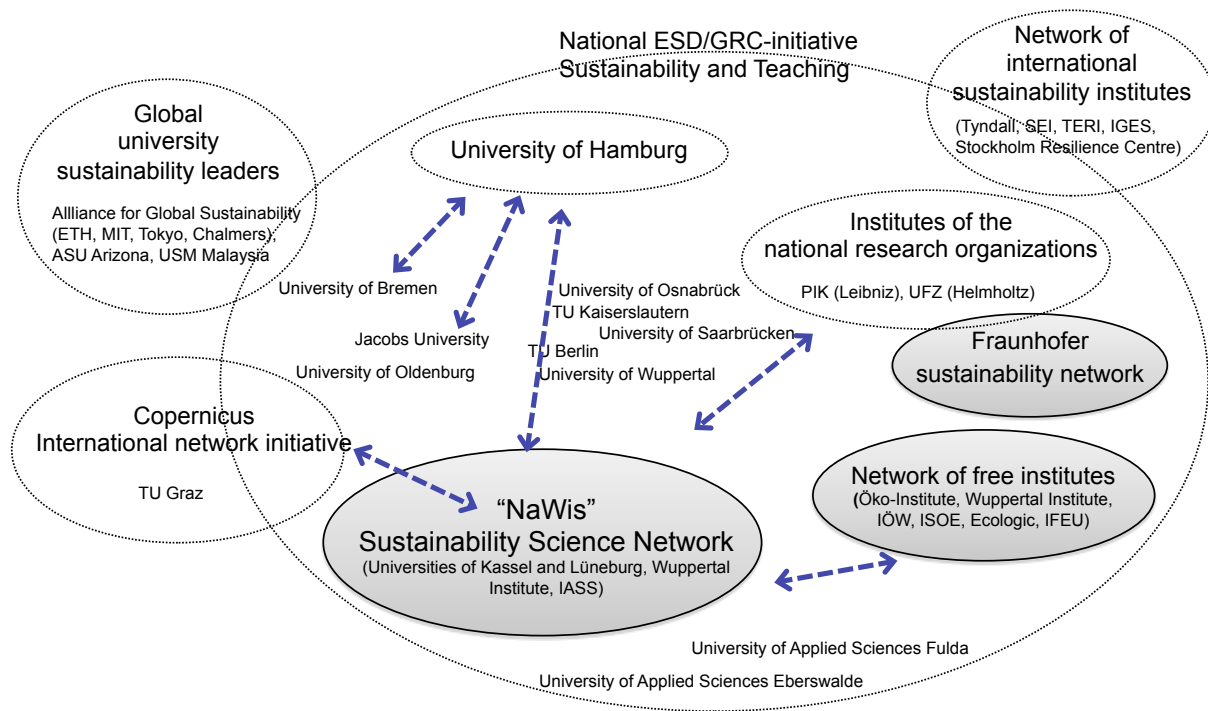 National ESD/GRC-initiative
Sustainability and Teaching
Network of
international
sustainability institutes
(Tyndall, SEI, TERI, IGES,
Stockholm Resilience Centre)
Global
university
sustainability leaders
Allliance for Global Sustainability
(ETH, MIT, Tokyo, Chalmers),
ASU Arizona, USM Malaysia
University of Hamburg
Institutes of the
national research organizations
PIK (Leibniz), UFZ (Helmholtz)
University of Bremen
University of Osnabrück
TU Kaiserslautern
University of Saarbrücken
Jacobs University
TU Berlin
University of Oldenburg
University of Wuppertal
Fraunhofer
sustainability network
Copernicus
International network initiative
TU Graz
Network of free institutes
(Öko-Institute, Wuppertal Institute,
IÖW, ISOE, Ecologic, IFEU)
“NaWis”
Sustainability Science Network
(Universities of Kassel and Lüneburg, Wuppertal
Institute, IASS)
University of Applied Sciences Fulda
University of Applied Sciences Eberswalde